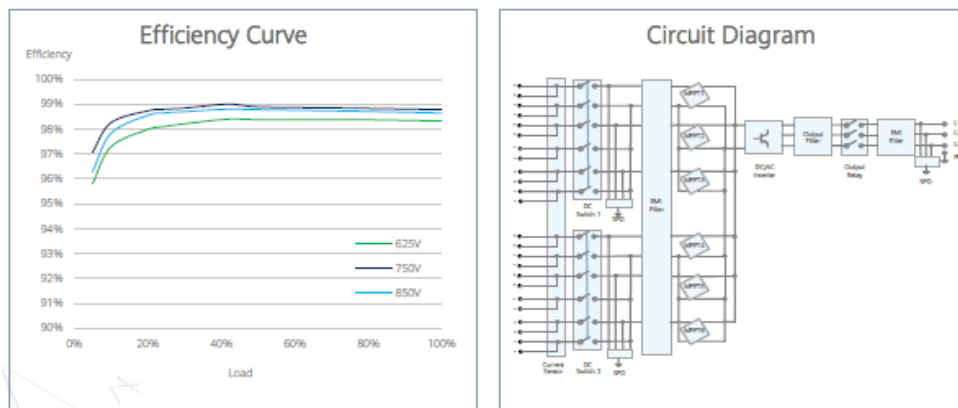 Efficiency Curve
Efficiency
100%
99%
98%
97%
96%
95%
94%
93%
92%
91%
90%
625V
750V
850V
0%
20%
40%
60%
80%
100%
Load
Circuit Diagram
MPPT1
MPPT2
MPPT3
MPPT4
MPPT5
MPPT6
EMI
Filter
DC
Switch 1
SPD
DC/AC
Inverter
Output
Filter
Output
Relay
EMI
Filter
SPD
Current
Sensor
DC
SPD